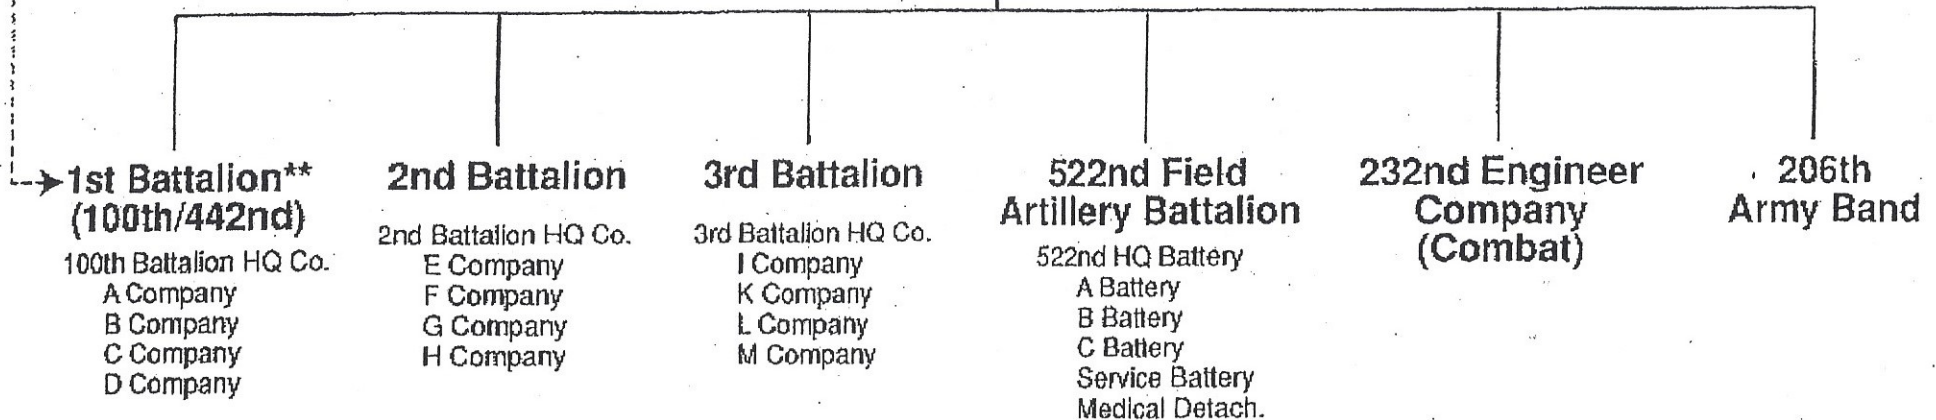 1st Battalion**
(100th/442nd)
100th Battalion HQ Co.
A Company
B Company
C Company
D Company
2nd Battalion
2nd Battalion HQ Co.
E Company
F Company
G Company
H Company
3rd Battalion
3rd Battalion HQ Co.
I Company
K Company
L Company
M Company
522nd Field
Artillery Battalion
522nd HQ Battery
A Battery
B Battery
C Battery
Service Battery
Medical Detach.
232nd Engineer
Company
(Combat)
206th
Army Band